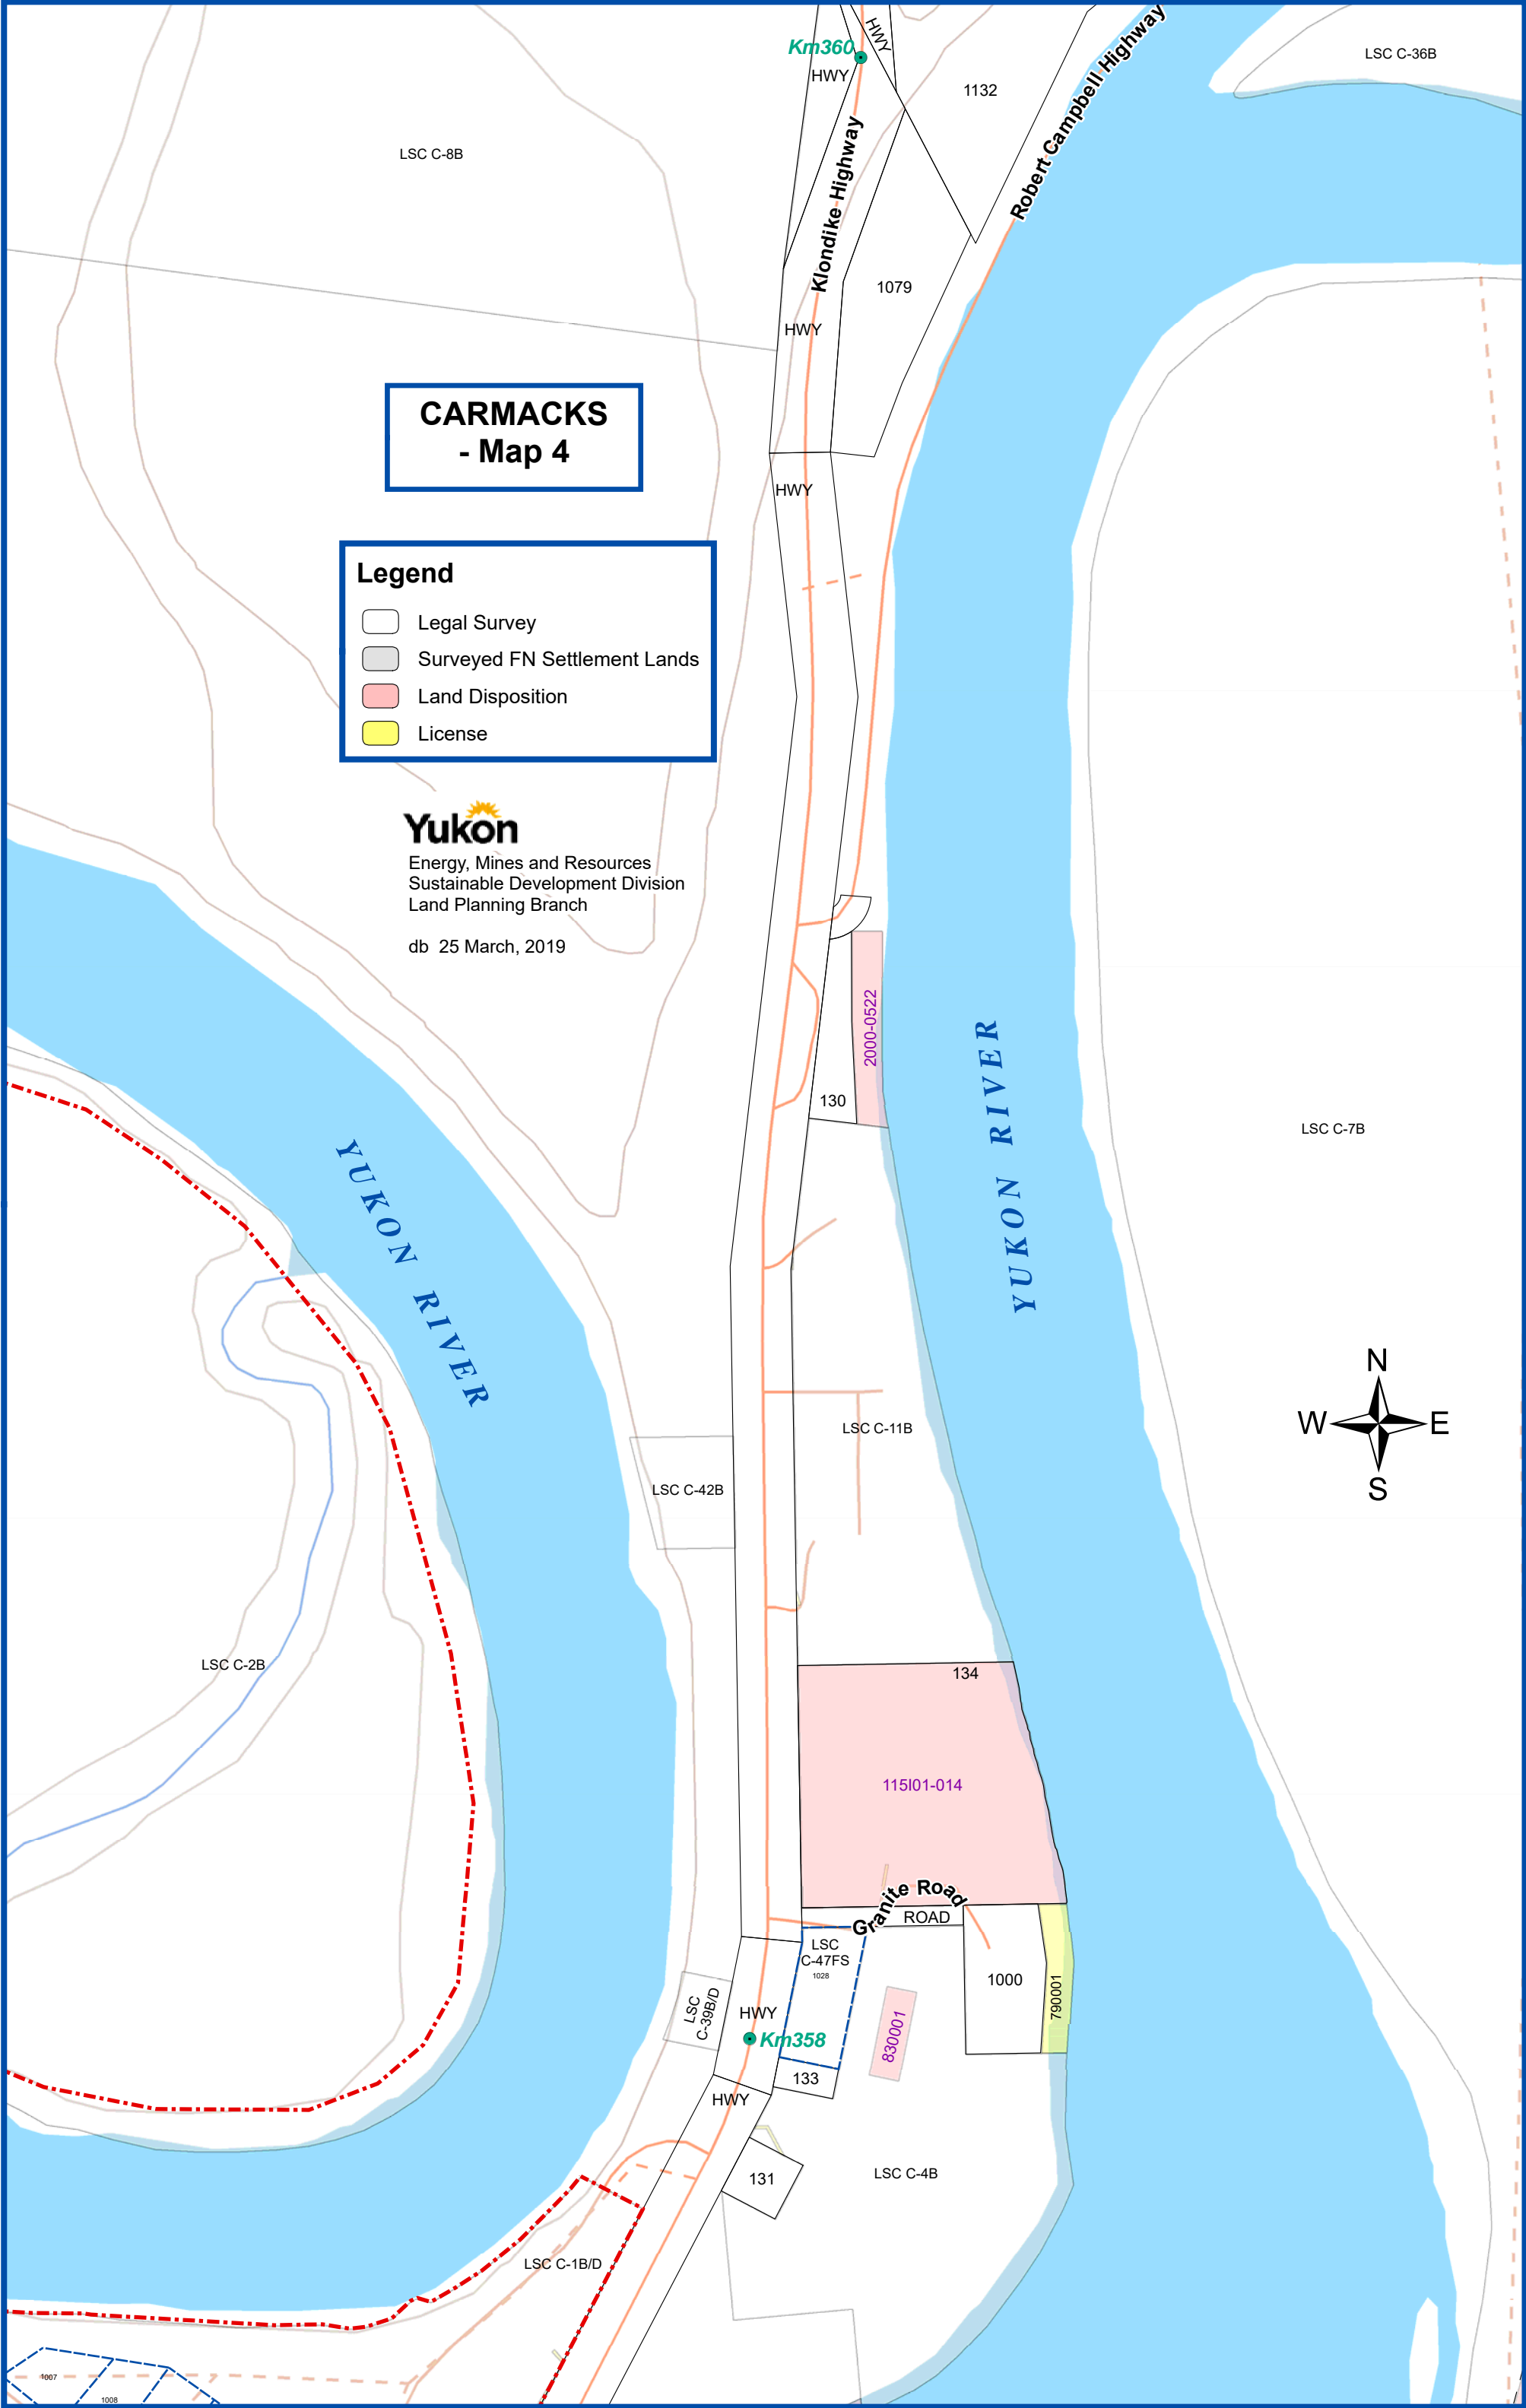 Km360
HWY
HWY
Klondike Highway
1132
Robert Campbell Highway
LSC C-36B
LSC C-8B
1079
HWY
CARMACKS
- Map 4
HWY
Legend
Legal Survey
Surveyed FN Settlement Lands
Land Disposition
License
Yukon
Energy, Mines and Resources
Sustainable Development Division
Land Planning Branch
db 25 March, 2019
2000-0522
130
YUKON RIVER
YUKON RIVER
LSC C-7B
N
W
E
S
LSC C-11B
LSC C-42B
LSC C-2B
134
115I01-014
Granite Road
ROAD
LSC
C-47FS
1028
1000
790001
LSC
C-39B/D
HWY
Km358
830001
133
HWY
131
LSC C-4B
LSC C-1B/D
1007
1008